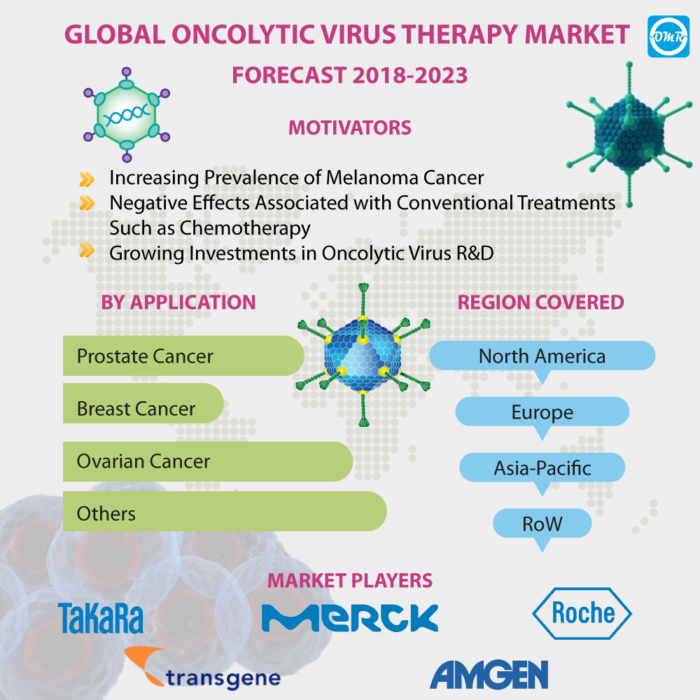 GLOBAL ONCOLYTIC VIRUS THERAPY MARKET
OMR
FORECAST 2018-2023
MOTIVATORS
Increasing Prevalence of Melanoma Cancer
Negative Effects Associated with Conventional Treatments
Such as Chemotherapy
Growing Investments in Oncolytic Virus R&D
BY APPLICATION
Prostate Cancer
Breast Cancer
Ovarian Cancer
Others
REGION COVERED
North America
Europe
Asia-Pacific
RoW
MARKET PLAYERS
TaKaRa
MERCK
Roche
transgene
AMGEN